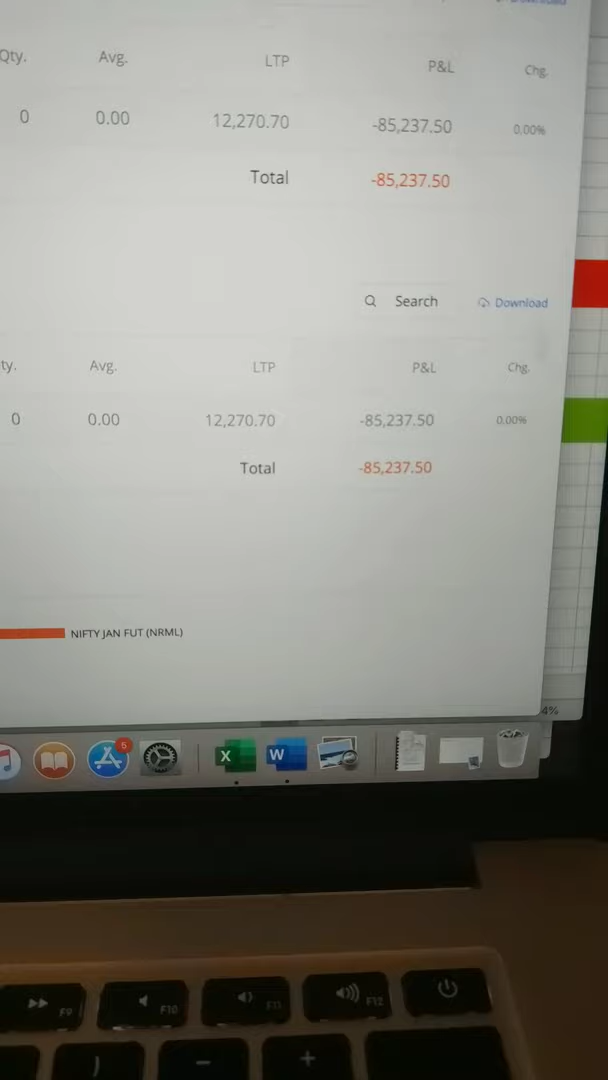 Qty. Avg. LTP P&L Chg.
0 0.00 12,270.70 -85,237.50 0.00%
Total -85,237.50
Search Download
ty. Avg. LTP P&L Chg.
0 0.00 12,270.70 -85,237.50 0.00%
Total -85,237.50
NIFTY JAN FUT (NRML)
4%
5
X W
F9 F10 F11 F12
) - +